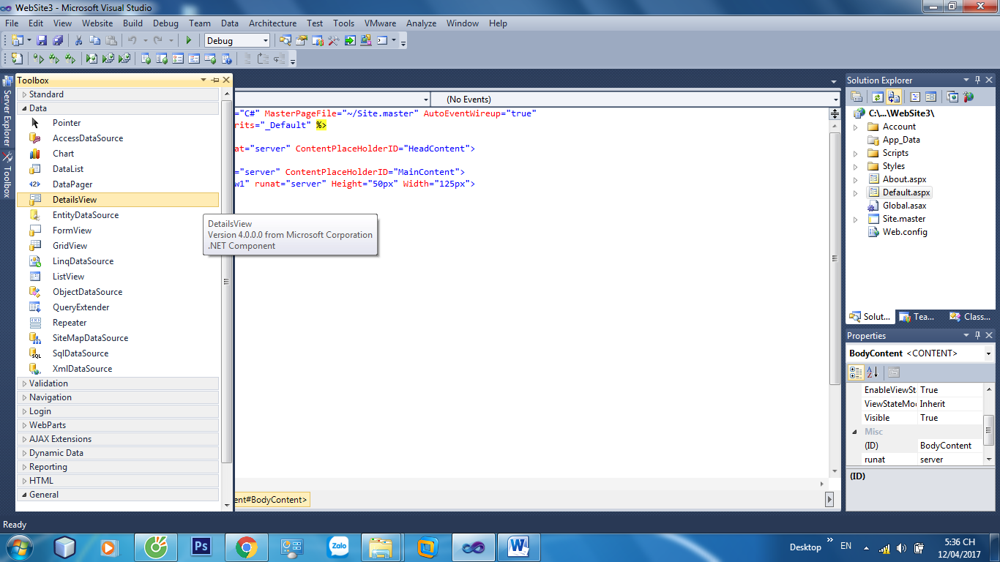 WebSite3 - Microsoft Visual Studio
File Edit View Website Build Debug Team Data Architecture Test Tools VMware Analyze Window Help
Debug
Server Explorer
Toolbox
Toolbox
Standard
Data
Pointer
AccessDataSource
Chart
DataList
DataPager
DetailsView
EntityDataSource
FormView
GridView
LinqDataSource
ListView
ObjectDataSource
QueryExtender
Repeater
SiteMapDataSource
SqlDataSource
XmlDataSource
Validation
Navigation
Login
WebParts
AJAX Extensions
Dynamic Data
Reporting
HTML
General
(No Events)
="C#" MasterPageFile="~/Site.master" AutoEventWireup="true"
rits="_Default" %>
at="server" ContentPlaceHolderID="HeadContent">
="server" ContentPlaceHolderID="MainContent">
w1" runat="server" Height="50px" Width="125px">
DetailsView
Version 4.0.0.0 from Microsoft Corporation
.NET Component
ent#BodyContent>
Solution Explorer
C:\...\WebSite3\
Account
App_Data
Scripts
Styles
About.aspx
Default.aspx
Global.asax
Site.master
Web.config
Solut... Tea... Class...
Properties
BodyContent <CONTENT>
EnableViewSt True
ViewStateMo Inherit
Visible True
Misc
(ID) BodyContent
runat server
(ID)
Ready
Ps
Zalo
W
Desktop
EN
5:36 CH
12/04/2017